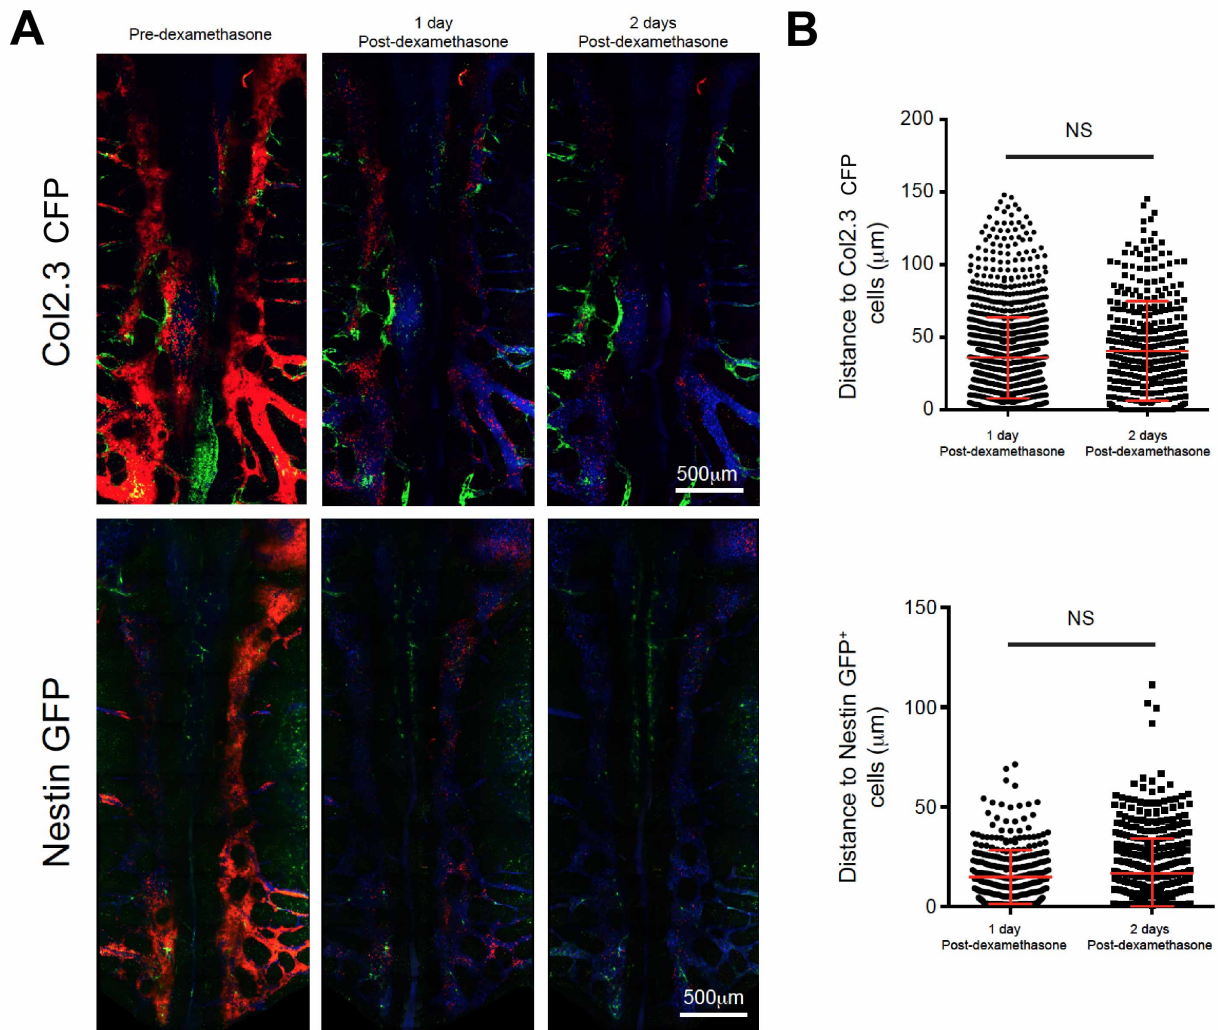 A
Pre-dexamethasone
1 day
Post-dexamethasone
2 days
Post-dexamethasone
Col2.3 CFP
500μm
Nestin GFP
500μm
B
Distance to Col2.3 CFP
cells (μm)
200
150
100
50
0
NS
1 day
Post-dexamethasone
2 days
Post-dexamethasone
Distance to Nestin GFP⁺
cells (μm)
150
100
50
0
NS
1 day
Post-dexamethasone
2 days
Post-dexamethasone